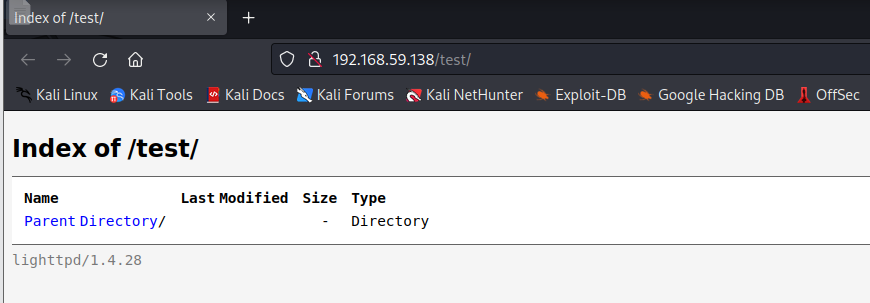 Index of /test/
192.168.59.138/test/
Kali Linux Kali Tools Kali Docs Kali Forums Kali NetHunter Exploit-DB Google Hacking DB OffSec
Index of /test/
Name Last Modified Size Type
Parent Directory/ - Directory
lighttpd/1.4.28